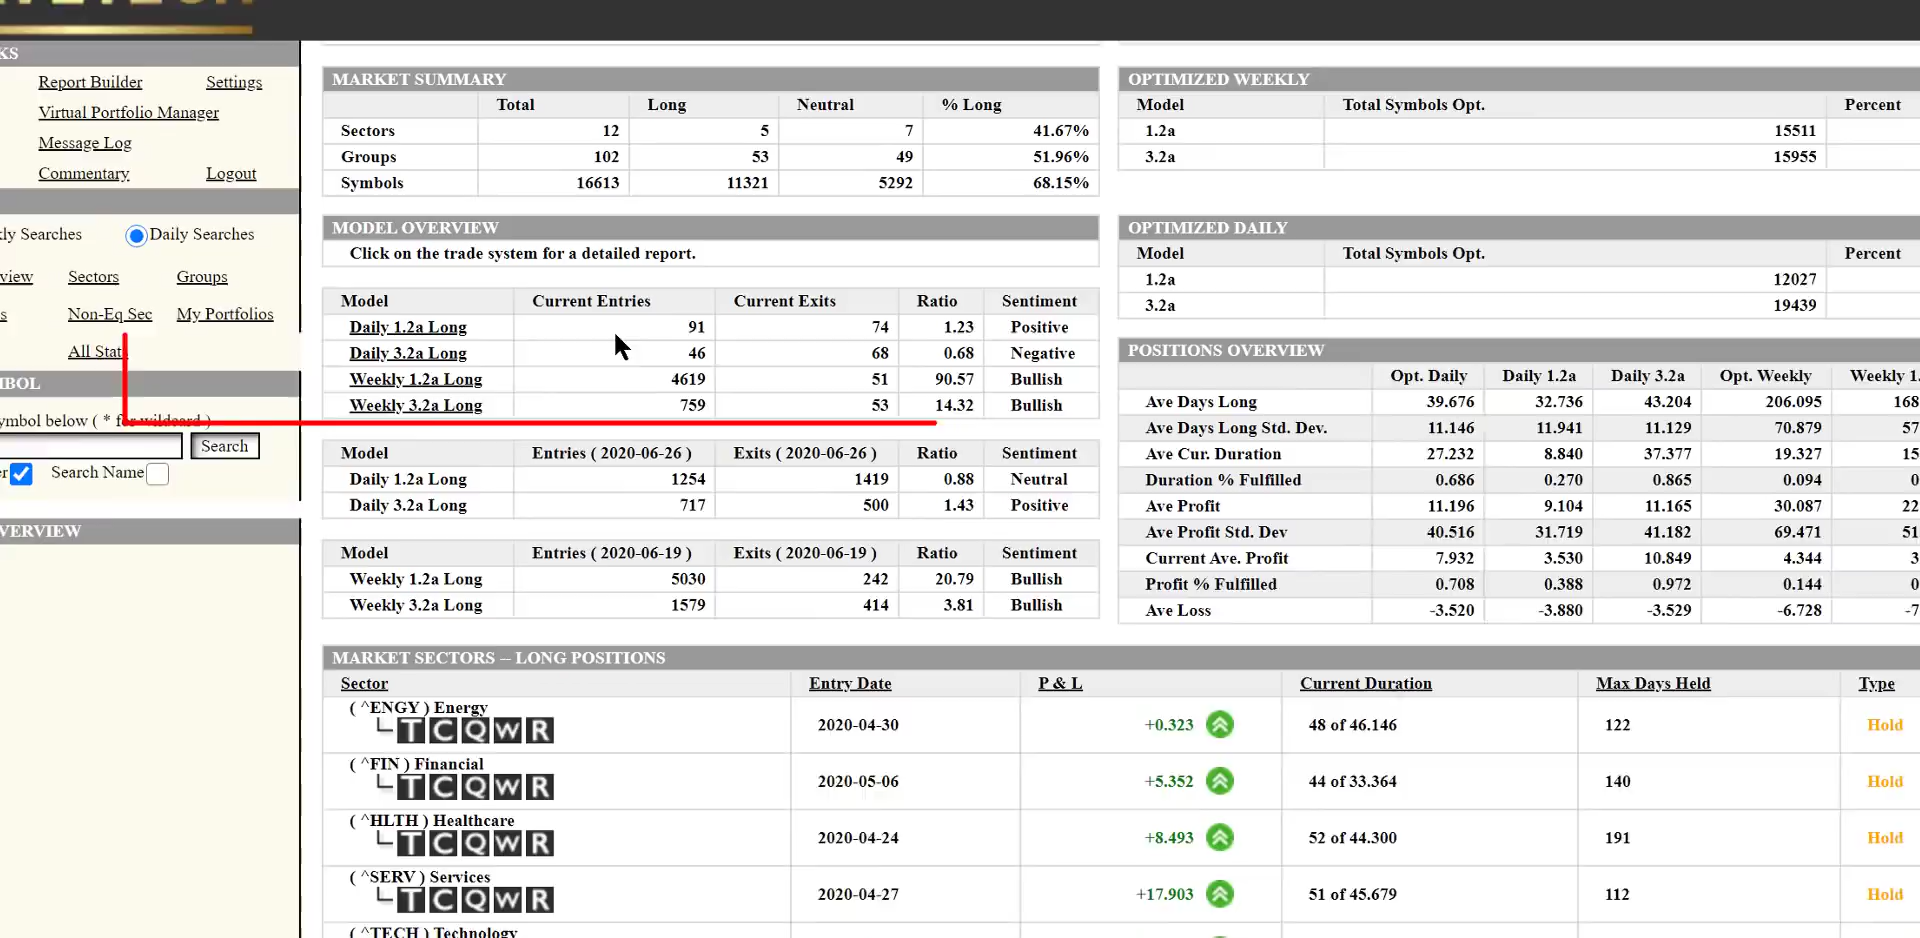 KS
Report Builder Settings
Virtual Portfolio Manager
Message Log
Commentary Logout
ly Searches Daily Searches
view Sectors Groups
s Non-Eq Sec My Portfolios
All Stats
BOL
ymbol below ( * for wildcard )
Search
er Search Name
VERVIEW
MARKET SUMMARY
Total Long Neutral % Long
Sectors 12 5 7 41.67%
Groups 102 53 49 51.96%
Symbols 16613 11321 5292 68.15%
MODEL OVERVIEW
Click on the trade system for a detailed report.
Model Current Entries Current Exits Ratio Sentiment
Daily 1.2a Long 91 74 1.23 Positive
Daily 3.2a Long 46 68 0.68 Negative
Weekly 1.2a Long 4619 51 90.57 Bullish
Weekly 3.2a Long 759 53 14.32 Bullish
Model Entries ( 2020-06-26 ) Exits ( 2020-06-26 ) Ratio Sentiment
Daily 1.2a Long 1254 1419 0.88 Neutral
Daily 3.2a Long 717 500 1.43 Positive
Model Entries ( 2020-06-19 ) Exits ( 2020-06-19 ) Ratio Sentiment
Weekly 1.2a Long 5030 242 20.79 Bullish
Weekly 3.2a Long 1579 414 3.81 Bullish
OPTIMIZED WEEKLY
Model Total Symbols Opt. Percent
1.2a 15511
3.2a 15955
OPTIMIZED DAILY
Model Total Symbols Opt. Percent
1.2a 12027
3.2a 19439
POSITIONS OVERVIEW
Opt. Daily Daily 1.2a Daily 3.2a Opt. Weekly Weekly 1.
Ave Days Long 39.676 32.736 43.204 206.095 168
Ave Days Long Std. Dev. 11.146 11.941 11.129 70.879 57
Ave Cur. Duration 27.232 8.840 37.377 19.327 15
Duration % Fulfilled 0.686 0.270 0.865 0.094 0
Ave Profit 11.196 9.104 11.165 30.087 22
Ave Profit Std. Dev 40.516 31.719 41.182 69.471 51
Current Ave. Profit 7.932 3.530 10.849 4.344 3
Profit % Fulfilled 0.708 0.388 0.972 0.144 0
Ave Loss -3.520 -3.880 -3.529 -6.728 -7
MARKET SECTORS -- LONG POSITIONS
Sector Entry Date P & L Current Duration Max Days Held Type
( ^ENGY ) Energy
T C Q W R 2020-04-30 +0.323 48 of 46.146 122 Hold
( ^FIN ) Financial
T C Q W R 2020-05-06 +5.352 44 of 33.364 140 Hold
( ^HLTH ) Healthcare
T C Q W R 2020-04-24 +8.493 52 of 44.300 191 Hold
( ^SERV ) Services
T C Q W R 2020-04-27 +17.903 51 of 45.679 112 Hold
( ^TECH ) Technology